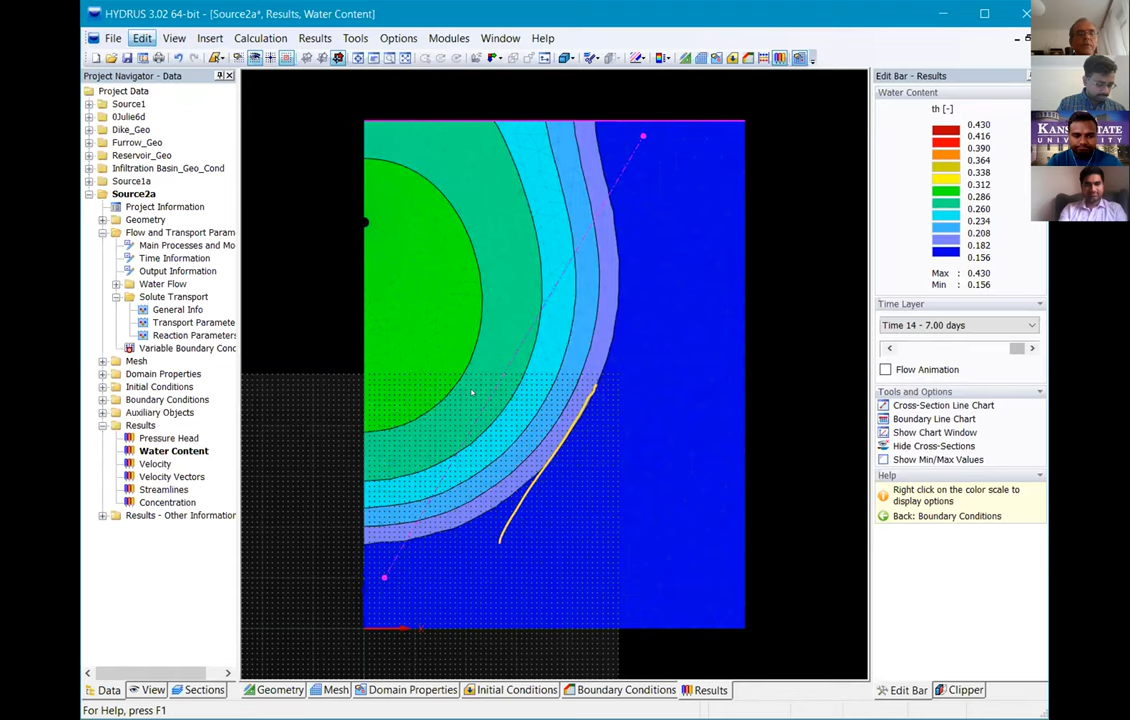 HYDRUS 3.02 64-bit - [Source2a*, Results, Water Content]
File Edit View Insert Calculation Results Tools Options Modules Window Help
Project Navigator - Data
Project Data
Source1
0Julie6d
Dike_Geo
Furrow_Geo
Reservoir_Geo
Infiltration Basin_Geo_Cond
Source1a
Source2a
Project Information
Geometry
Flow and Transport Param
Main Processes and Mo
Time Information
Output Information
Water Flow
Solute Transport
General Info
Transport Paramete
Reaction Parameters
Variable Boundary Conc
Mesh
Domain Properties
Initial Conditions
Boundary Conditions
Auxiliary Objects
Results
Pressure Head
Water Content
Velocity
Velocity Vectors
Streamlines
Concentration
Results - Other Information
Data View Sections
X
Geometry Mesh Domain Properties Initial Conditions Boundary Conditions Results
Edit Bar - Results
Water Content
th [-]
0.430
0.416
0.390
0.364
0.338
0.312
0.286
0.260
0.234
0.208
0.182
0.156
Max : 0.430
Min : 0.156
Time Layer
Time 14 - 7.00 days
Flow Animation
Tools and Options
Cross-Section Line Chart
Boundary Line Chart
Show Chart Window
Hide Cross-Sections
Show Min/Max Values
Help
Right click on the color scale to
display options
Back: Boundary Conditions
Edit Bar Clipper
For Help, press F1